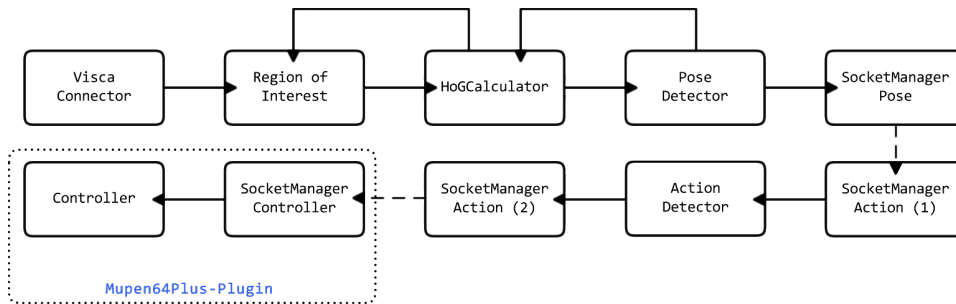 Visca
Connector
Region of
Interest
HoGCalculator
Pose
Detector
SocketManager
Pose
Controller
SocketManager
Controller
SocketManager
Action (2)
Action
Detector
SocketManager
Action (1)
Mupen64Plus-Plugin